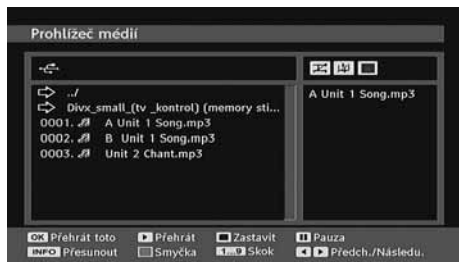 Prohlížeč médií
../
Divx_small_(tv _kontrol) (memory sti...
0001. A Unit 1 Song.mp3
0002. B Unit 1 Song.mp3
0003. Unit 2 Chant.mp3
A Unit 1 Song.mp3
OK Přehrát toto Přehrát Zastavit Pauza
INFO Přesunout Smyčka 1...9 Skok Předch./Následu.